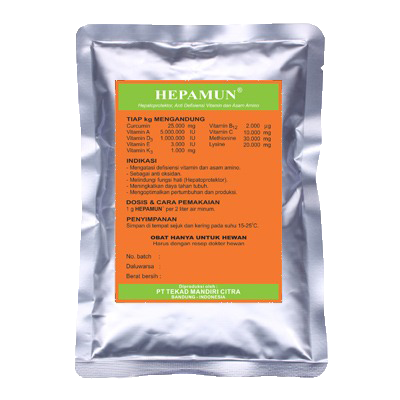 HEPAMUN®
Hepatoprotektor, Anti Defisiensi Vitamin dan Asam Amino
TIAP kg MENGANDUNG
Curcumin 25.000 mg
Vitamin A 5.000.000 IU
Vitamin D3 1.000.000 IU
Vitamin E 3.000 IU
Vitamin K3 1.000 mg
Vitamin B12 2.000 µg
Vitamin C 10.000 mg
Methionine 30.000 mg
Lysine 20.000 mg
INDIKASI
- Mengatasi defisiensi vitamin dan asam amino.
- Sebagai anti oksidan.
- Melindungi fungsi hati (Hepatoprotektor).
- Meningkatkan daya tahan tubuh.
- Mengoptimalkan pertumbuhan dan produksi.
DOSIS & CARA PEMAKAIAN
1 g HEPAMUN® per 2 liter air minum.
PENYIMPANAN
Simpan di tempat sejuk dan kering pada suhu 15-25°C.
OBAT HANYA UNTUK HEWAN
Harus dengan resep dokter hewan
No. batch :
Daluwarsa :
Berat bersih :
Diproduksi oleh :
PT TEKAD MANDIRI CITRA
BANDUNG - INDONESIA